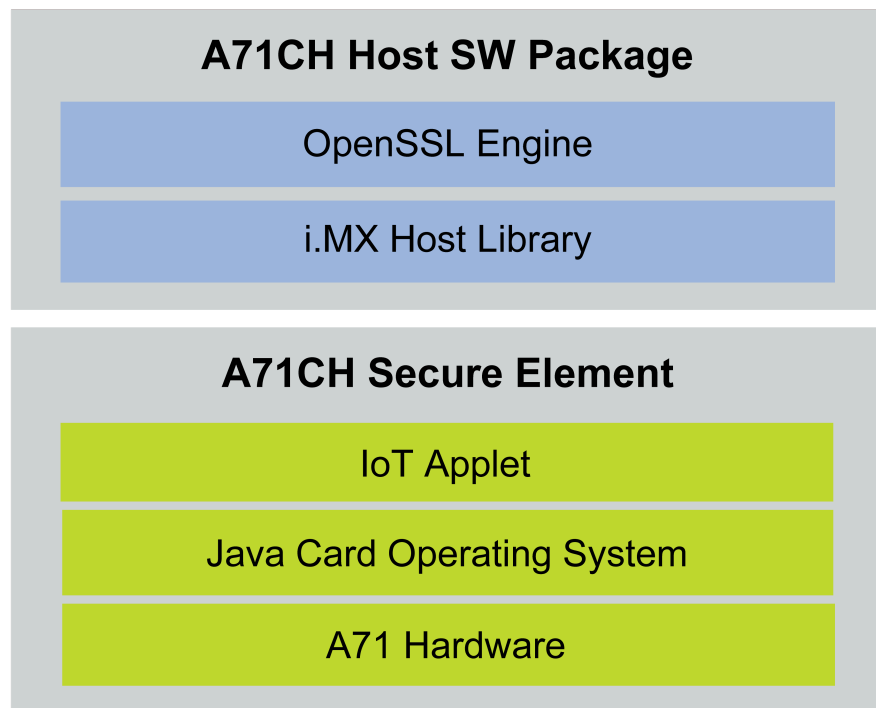 A71CH Host SW Package
OpenSSL Engine
i.MX Host Library
A71CH Secure Element
IoT Applet
Java Card Operating System
A71 Hardware